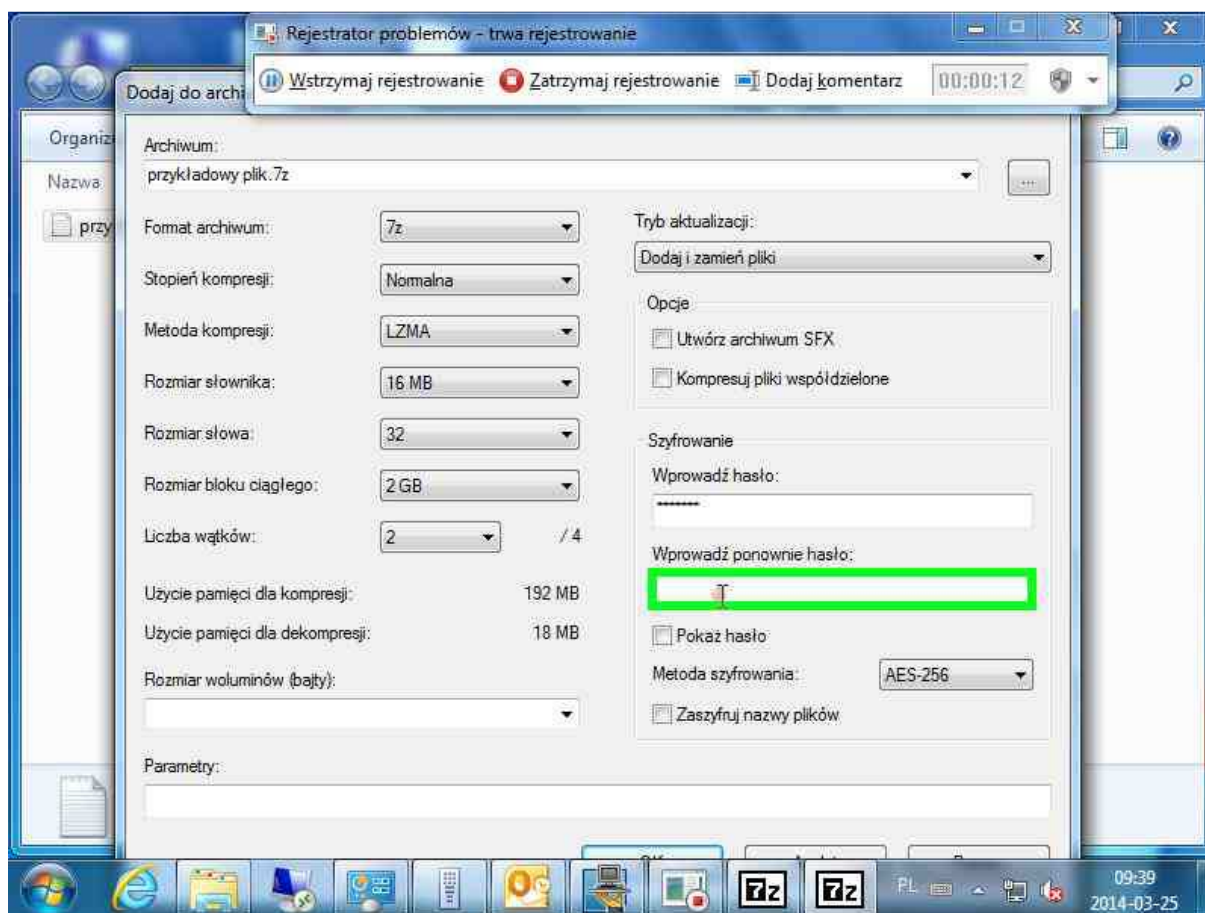 Rejestrator problemów - trwa rejestrowanie
Wstrzymaj rejestrowanie Zatrzymaj rejestrowanie Dodaj komentarz 00:00:12
Dodaj do archi
Organiz
Nazwa
przy
Archiwum:
przykładowy plik.7z
...
Format archiwum: 7z
Stopień kompresji: Normalna
Metoda kompresji: LZMA
Rozmiar słownika: 16 MB
Rozmiar słowa: 32
Rozmiar bloku ciągłego: 2 GB
Liczba wątków: 2 / 4
Użycie pamięci dla kompresji: 192 MB
Użycie pamięci dla dekompresji: 18 MB
Rozmiar woluminów (bajty):
Parametry:
Tryb aktualizacji:
Dodaj i zamień pliki
Opcje
Utwórz archiwum SFX
Kompresuj pliki współdzielone
Szyfrowanie
Wprowadź hasło:
*******
Wprowadź ponownie hasło:
Pokaż hasło
Metoda szyfrowania: AES-256
Zaszyfruj nazwy plików
7z 7z PL 09:39
2014-03-25